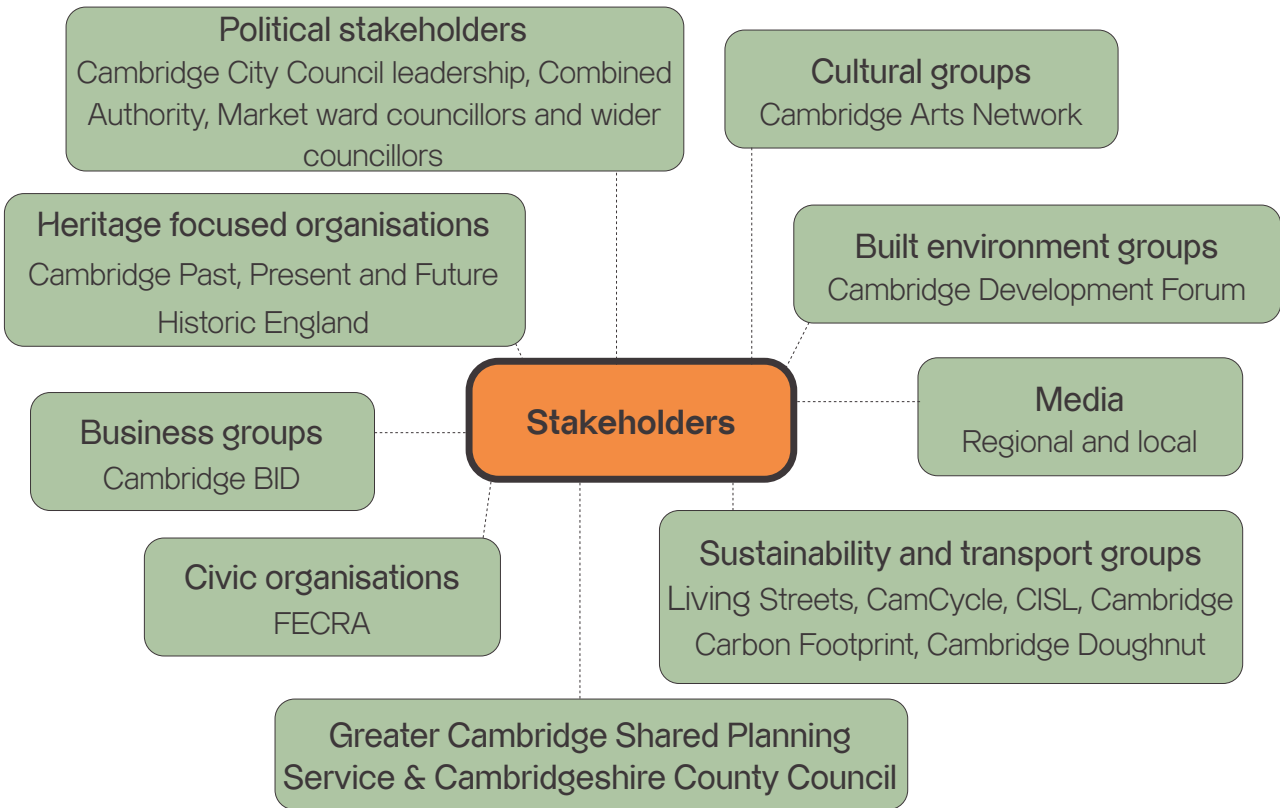 Political stakeholders
Cambridge City Council leadership, Combined
Authority, Market ward councillors and wider
councillors
Cultural groups
Cambridge Arts Network
Heritage focused organisations
Cambridge Past, Present and Future
Historic England
Built environment groups
Cambridge Development Forum
Stakeholders
Media
Regional and local
Business groups
Cambridge BID
Sustainability and transport groups
Living Streets, CamCycle, CISL, Cambridge
Carbon Footprint, Cambridge Doughnut
Civic organisations
FECRA
Greater Cambridge Shared Planning
Service & Cambridgeshire County Council